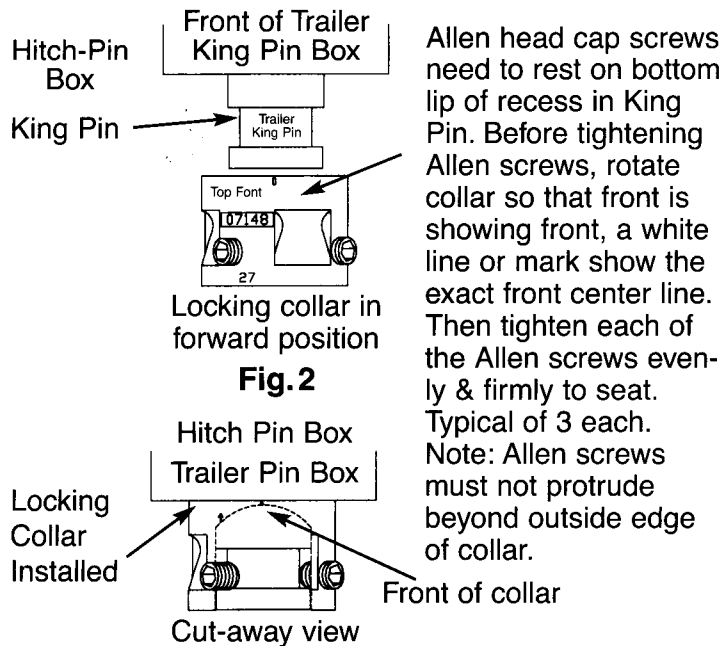 Front of Trailer
King Pin Box
Hitch-Pin
Box
King Pin
Trailer
King Pin
Top Font
07148
27
Locking collar in
forward position
Fig.2
Hitch Pin Box
Trailer Pin Box
Locking
Collar
Installed
Front of collar
Cut-away view
Allen head cap screws
need to rest on bottom
lip of recess in King
Pin. Before tightening
Allen screws, rotate
collar so that front is
showing front, a white
line or mark show the
exact front center line.
Then tighten each of
the Allen screws even-
ly & firmly to seat.
Typical of 3 each.
Note: Allen screws
must not protrude
beyond outside edge
of collar.